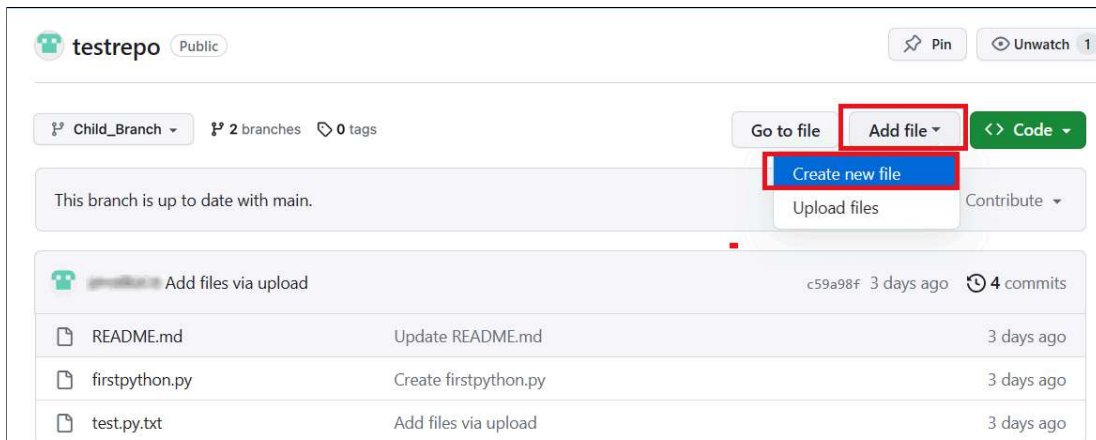 testrepo Public Pin Unwatch 1
Child_Branch 2 branches 0 tags Go to file Add file <> Code
Create new file
This branch is up to date with main. Contribute
Upload files
Add files via upload c59a98f 3 days ago 4 commits
README.md Update README.md 3 days ago
firstpython.py Create firstpython.py 3 days ago
test.py.txt Add files via upload 3 days ago